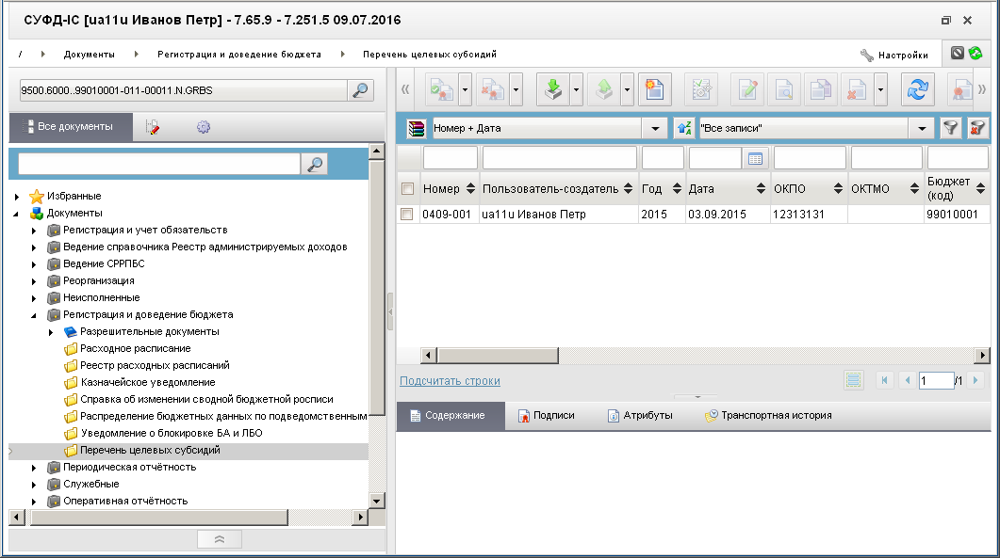 СУФД-IC [ua11u Иванов Петр] - 7.65.9 - 7.251.5 09.07.2016
/ Документы Регистрация и доведение бюджета Перечень целевых субсидий Настройки
9500.6000..99010001-011-00011.N.GRBS
Все документы
Избранные
Документы
Регистрация и учет обязательств
Ведение справочника Реестр администрируемых доходов
Ведение СРРПБС
Реорганизация
Неисполненные
Регистрация и доведение бюджета
Разрешительные документы
Расходное расписание
Реестр расходных расписаний
Казначейское уведомление
Справка об изменении сводной бюджетной росписи
Распределение бюджетных данных по подведомственным
Уведомление о блокировке БА и ЛБО
Перечень целевых субсидий
Периодическая отчётность
Служебные
Оперативная отчётность
Номер + Дата "Все записи"
Номер Пользователь-создатель Год Дата ОКПО ОКТМО Бюджет (код)
0409-001 ua11u Иванов Петр 2015 03.09.2015 12313131 99010001
Подсчитать строки 1 /1
Содержание Подписи Атрибуты Транспортная история